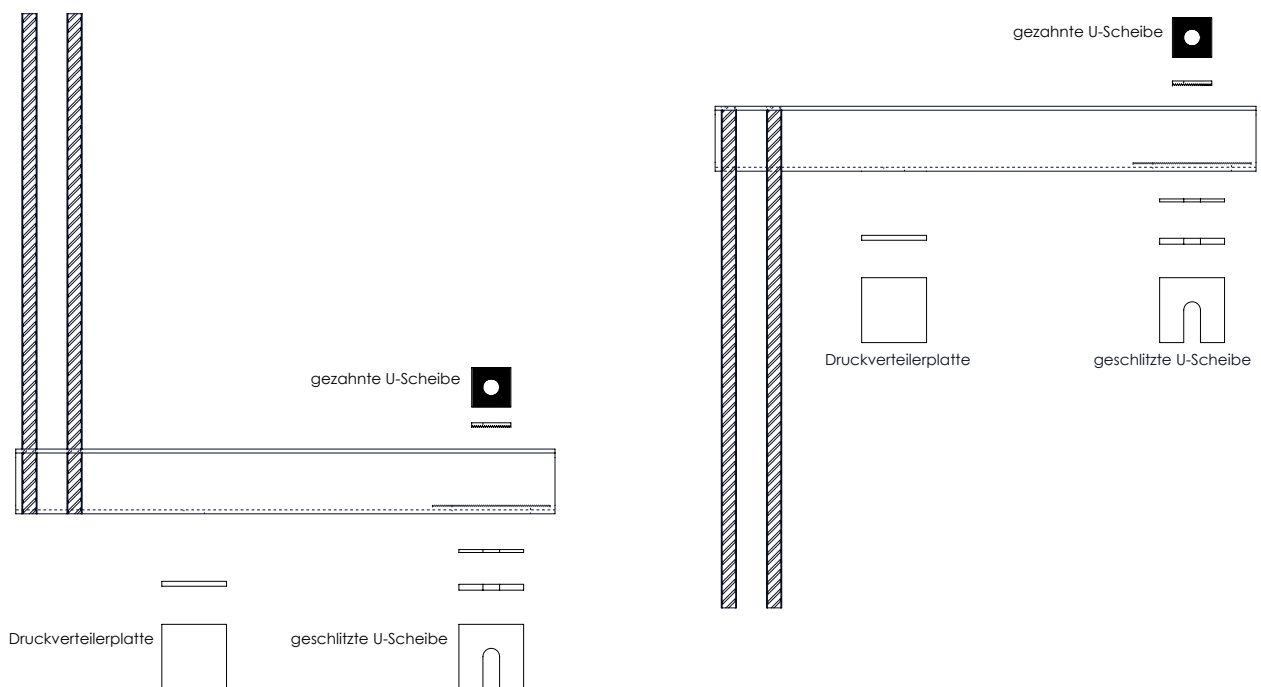 gezahnte U-Scheibe
Druckverteilerplatte
geschlitzte U-Scheibe
gezahnte U-Scheibe
Druckverteilerplatte
geschlitzte U-Scheibe